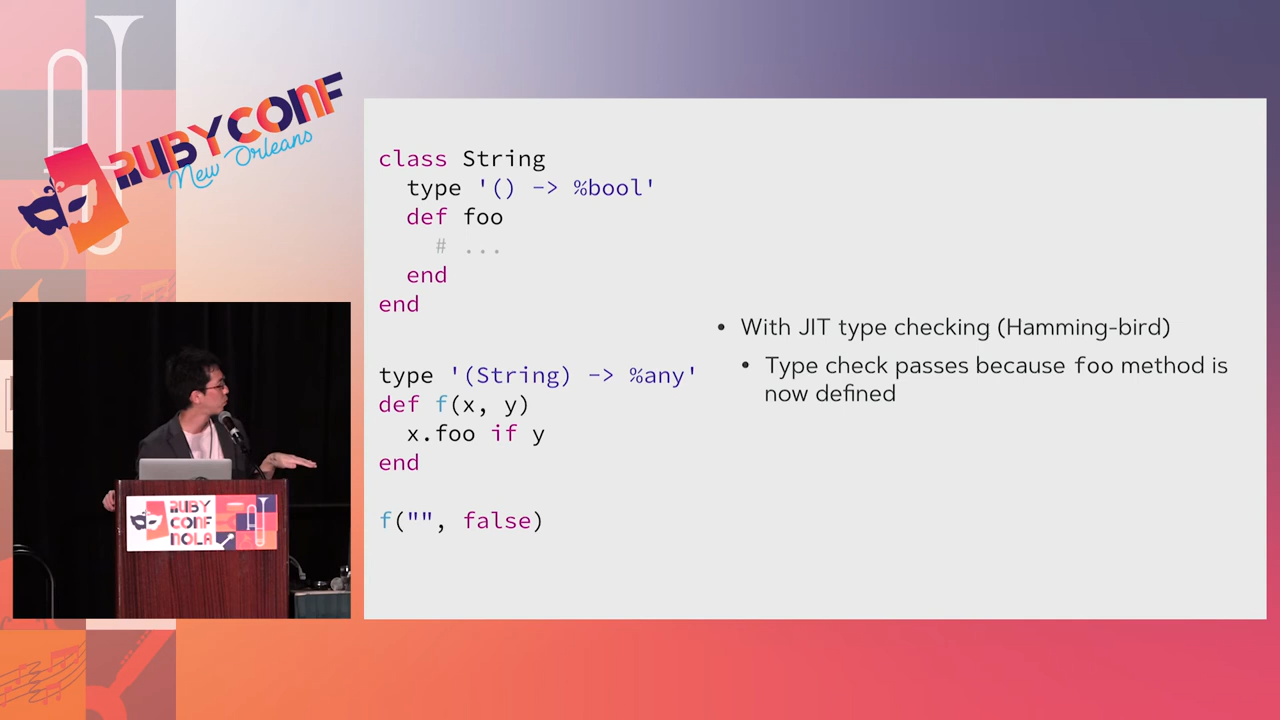 RUBYCONF
New Orleans
class String
  type '() -> %bool'
  def foo
    # ...
  end
end
type '(String) -> %any'
def f(x, y)
  x.foo if y
end
f("", false)
• With JIT type checking (Hamming-bird)
• Type check passes because foo method is
now defined
RUBY
CONF
NOLA